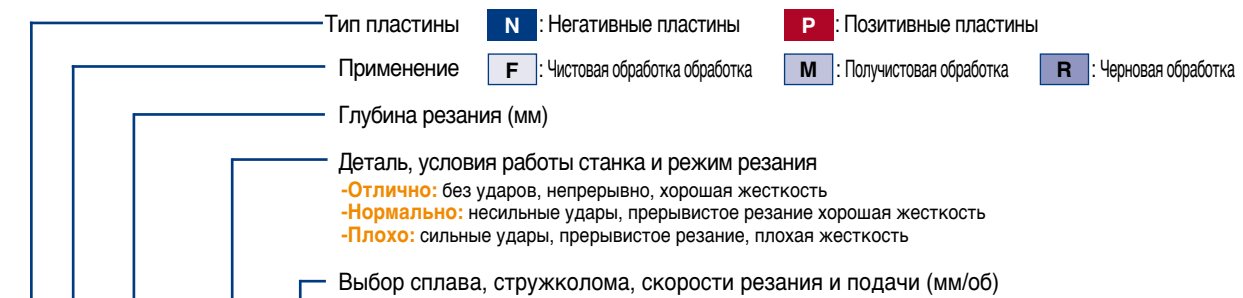 Тип пластины N : Негативные пластины P : Позитивные пластины
Применение F : Чистовая обработка обработка M : Получистовая обработка R : Черновая обработка
Глубина резания (мм)
Деталь, условия работы станка и режим резания
-Отлично: без ударов, непрерывно, хорошая жесткость
-Нормально: несильные удары, прерывистое резание хорошая жесткость
-Плохо: сильные удары, прерывистое резание, плохая жесткость
Выбор сплава, стружколома, скорости резания и подачи (мм/об)